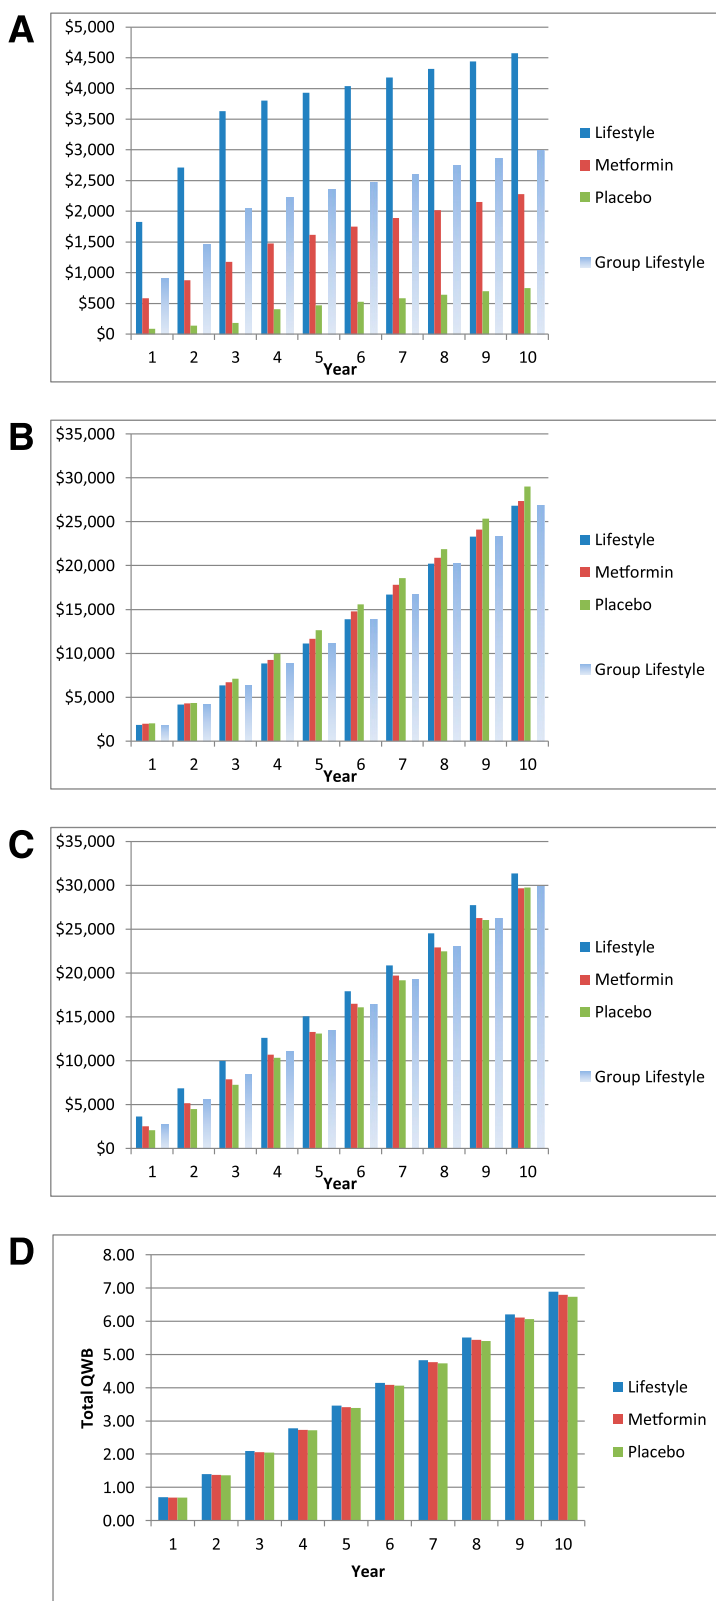 A
$5,000
$4,500
$4,000
$3,500
$3,000
$2,500
$2,000
$1,500
$1,000
$500
$0
1 2 3 4 5 6 7 8 9 10
Year
Lifestyle
Metformin
Placebo
Group Lifestyle
B
$35,000
$30,000
$25,000
$20,000
$15,000
$10,000
$5,000
$0
1 2 3 4 5 6 7 8 9 10
Year
Lifestyle
Metformin
Placebo
Group Lifestyle
C
$35,000
$30,000
$25,000
$20,000
$15,000
$10,000
$5,000
$0
1 2 3 4 5 6 7 8 9 10
Year
Lifestyle
Metformin
Placebo
Group Lifestyle
D
Total QWB
8.00
7.00
6.00
5.00
4.00
3.00
2.00
1.00
0.00
1 2 3 4 5 6 7 8 9 10
Year
Lifestyle
Metformin
Placebo